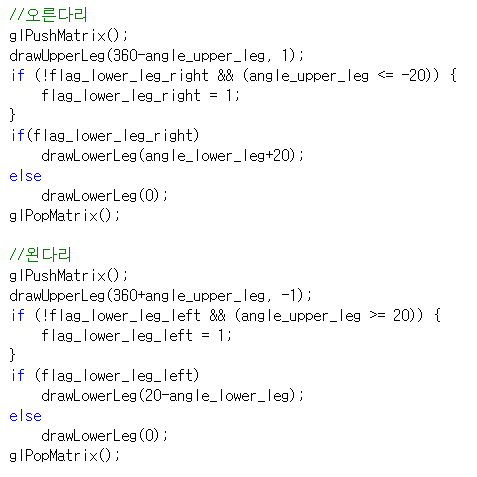 //오른다리
glPushMatrix();
drawUpperLeg(360-angle_upper_leg, 1);
if (!flag_lower_leg_right && (angle_upper_leg <= -20)) {
    flag_lower_leg_right = 1;
}
if(flag_lower_leg_right)
    drawLowerLeg(angle_lower_leg+20);
else
    drawLowerLeg(0);
glPopMatrix();

//왼다리
glPushMatrix();
drawUpperLeg(360+angle_upper_leg, -1);
if (!flag_lower_leg_left && (angle_upper_leg >= 20)) {
    flag_lower_leg_left = 1;
}
if (flag_lower_leg_left)
    drawLowerLeg(20-angle_lower_leg);
else
    drawLowerLeg(0);
glPopMatrix();